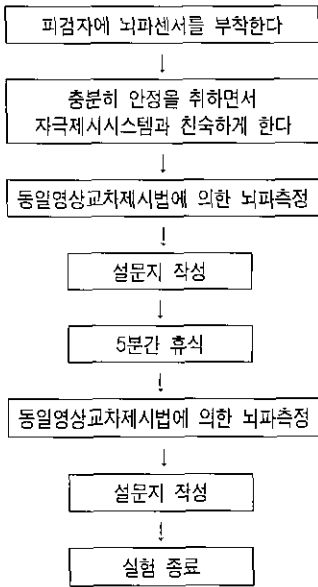 피검자에 뇌파센서를 부착한다
충분히 안정을 취하면서
자극제시시스템과 친숙하게 한다
동일영상교차제시법에 의한 뇌파측정
설문지 작성
5분간 휴식
동일영상교차제시법에 의한 뇌파측정
설문지 작성
실험 종료